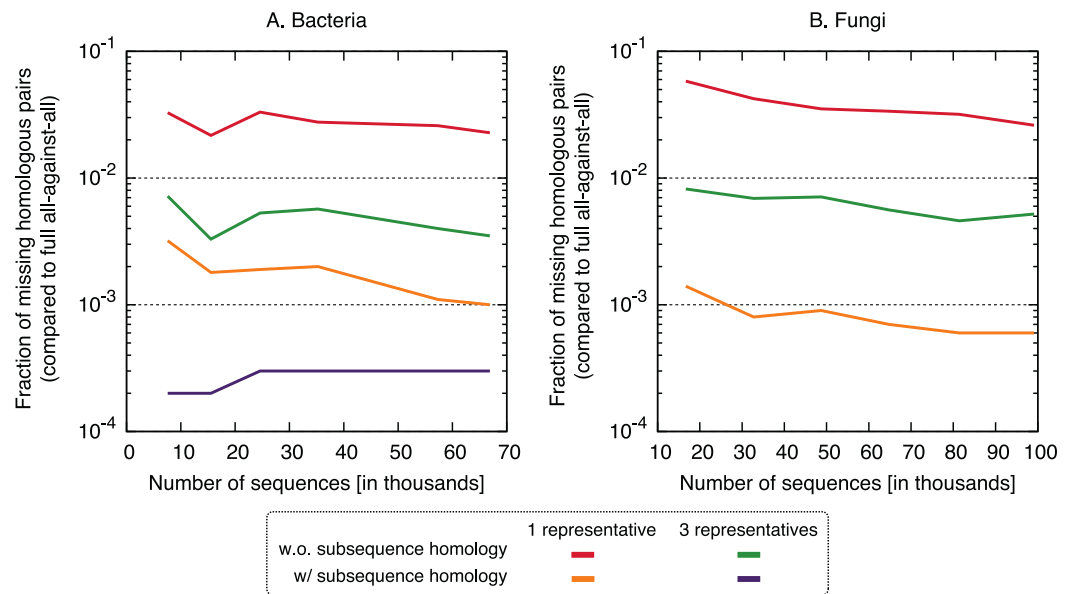 A. Bacteria
B. Fungi
Fraction of missing homologous pairs
(compared to full all-against-all)
10^-1
10^-2
10^-3
10^-4
0 10 20 30 40 50 60 70
Number of sequences [in thousands]
Fraction of missing homologous pairs
(compared to full all-against-all)
10^-1
10^-2
10^-3
10^-4
10 20 30 40 50 60 70 80 90 100
Number of sequences [in thousands]
1 representative 3 representatives
w.o. subsequence homology
w/ subsequence homology